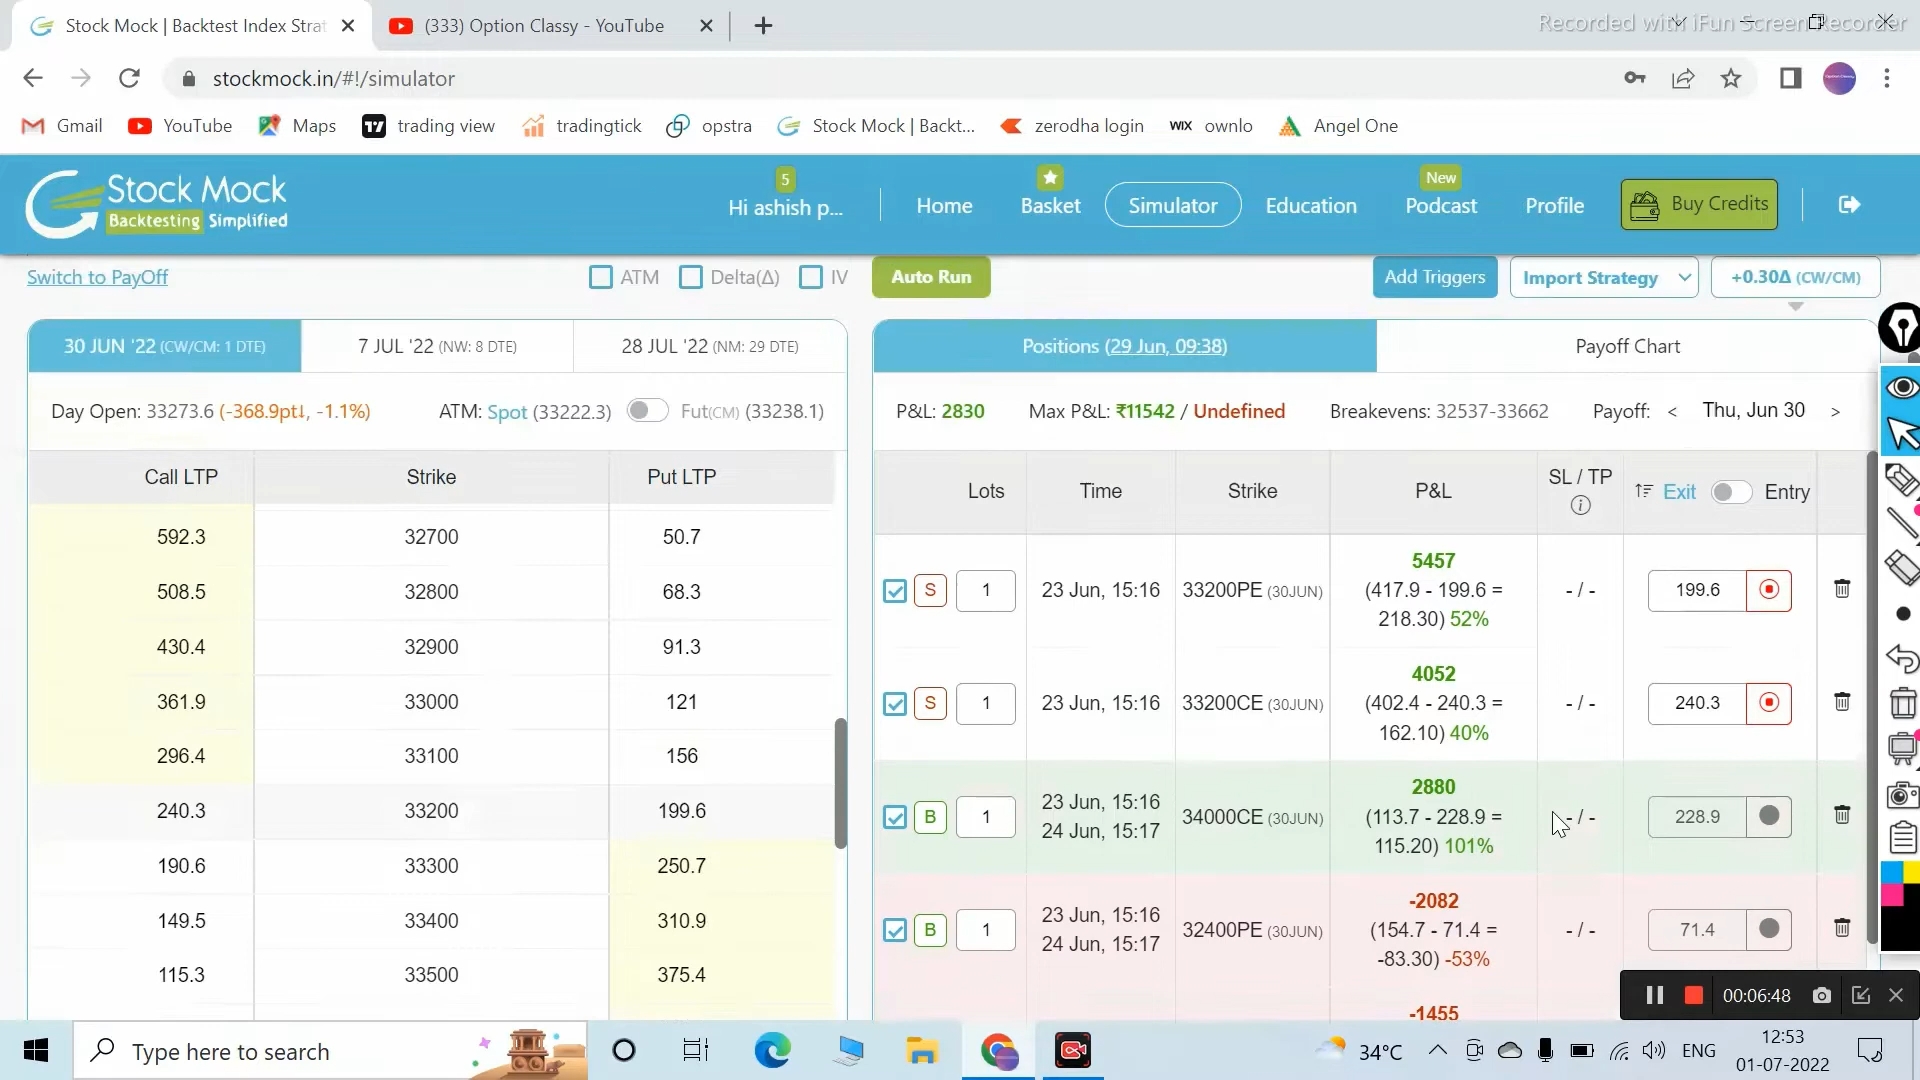 Stock Mock | Backtest Index Strat
(333) Option Classy - YouTube
Recorded with iFun Screen Recorder
stockmock.in/#!/simulator
Gmail
YouTube
Maps
trading view
tradingtick
opstra
Stock Mock | Backt...
zerodha login
WIX ownlo
Angel One
Stock Mock
Backtesting Simplified
5
Hi ashish p...
Home
Basket
Simulator
Education
New
Podcast
Profile
Buy Credits
Switch to PayOff
ATM
Delta(Δ)
IV
Auto Run
Add Triggers
Import Strategy
+0.30Δ (CW/CM)
30 JUN '22 (CW/CM: 1 DTE)
7 JUL '22 (NW: 8 DTE)
28 JUL '22 (NM: 29 DTE)
Day Open: 33273.6 (-368.9pt↓, -1.1%)
ATM: Spot (33222.3)
Fut(CM) (33238.1)
Call LTP Strike Put LTP
592.3 32700 50.7
508.5 32800 68.3
430.4 32900 91.3
361.9 33000 121
296.4 33100 156
240.3 33200 199.6
190.6 33300 250.7
149.5 33400 310.9
115.3 33500 375.4
Positions (29 Jun, 09:38)
Payoff Chart
P&L: 2830
Max P&L: ₹11542 / Undefined
Breakevens: 32537-33662
Payoff: < Thu, Jun 30 >
Lots Time Strike P&L SL / TP Exit Entry
5457
S 1 23 Jun, 15:16 33200PE (30JUN) (417.9 - 199.6 = - / - 199.6
218.30) 52%
4052
S 1 23 Jun, 15:16 33200CE (30JUN) (402.4 - 240.3 = - / - 240.3
162.10) 40%
2880
23 Jun, 15:16
B 1 34000CE (30JUN) (113.7 - 228.9 = - / - 228.9
24 Jun, 15:17
115.20) 101%
-2082
23 Jun, 15:16
B 1 32400PE (30JUN) (154.7 - 71.4 = - / - 71.4
24 Jun, 15:17
-83.30) -53%
-1455
00:06:48
Type here to search
34°C
ENG
12:53
01-07-2022